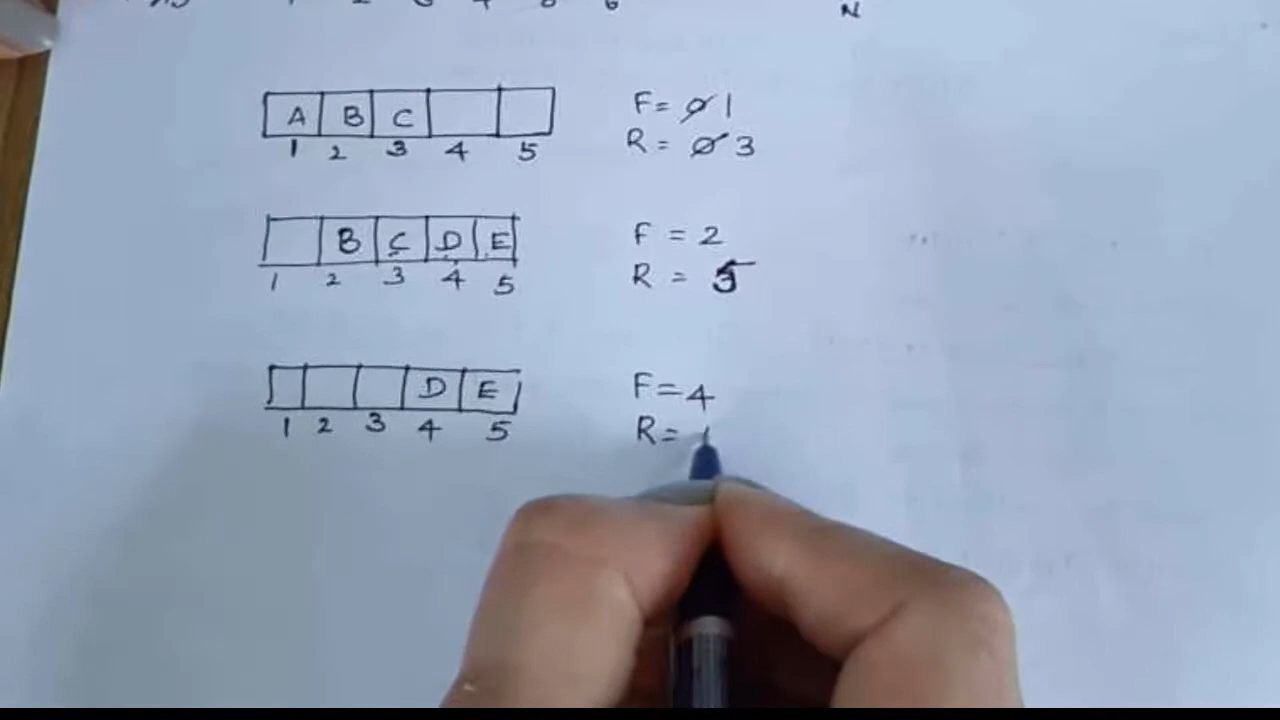 A B C
1 2 3 4 5
F = 0 1
R = 0 3
B C D E
1 2 3 4 5
F = 2
R = 5
D E
1 2 3 4 5
F = 4
R =